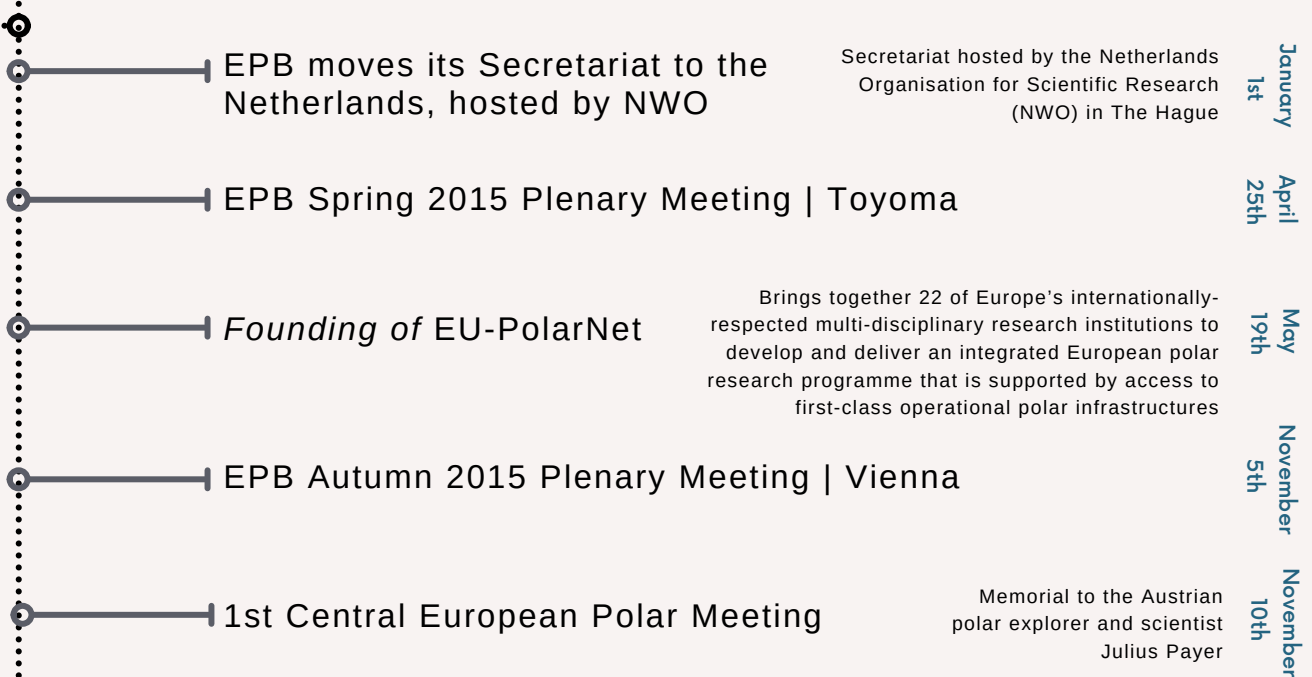 EPB moves its Secretariat to the
Netherlands, hosted by NWO
Secretariat hosted by the Netherlands
Organisation for Scientific Research
(NWO) in The Hague
January
1st
EPB Spring 2015 Plenary Meeting | Toyoma
April
25th
Founding of EU-PolarNet
Brings together 22 of Europe’s internationally-
respected multi-disciplinary research institutions to
develop and deliver an integrated European polar
research programme that is supported by access to
first-class operational polar infrastructures
May
19th
EPB Autumn 2015 Plenary Meeting | Vienna
November
5th
1st Central European Polar Meeting
Memorial to the Austrian
polar explorer and scientist
Julius Payer
November
10th